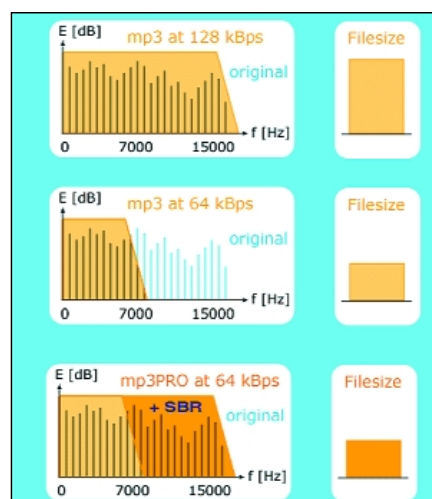 E [dB] mp3 at 128 kBps
original
0 7000 15000 f [Hz]
Filesize
E [dB] mp3 at 64 kBps
original
0 7000 15000 f [Hz]
Filesize
E [dB] mp3PRO at 64 kBps
+ SBR original
0 7000 15000 f [Hz]
Filesize